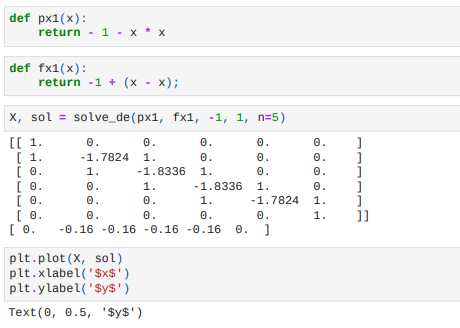 def px1(x):
    return - 1 - x * x
def fx1(x):
    return -1 + (x - x);
X, sol = solve_de(px1, fx1, -1, 1, n=5)
[[ 1.      0.      0.      0.      0.      0.    ]
 [ 1.     -1.7824  1.      0.      0.      0.    ]
 [ 0.      1.     -1.8336  1.      0.      0.    ]
 [ 0.      0.      1.     -1.8336  1.      0.    ]
 [ 0.      0.      0.      1.     -1.7824  1.    ]
 [ 0.      0.      0.      0.      0.      1.    ]]
[ 0.   -0.16 -0.16 -0.16 -0.16  0.  ]
plt.plot(X, sol)
plt.xlabel('$x$')
plt.ylabel('$y$')
Text(0, 0.5, '$y$')